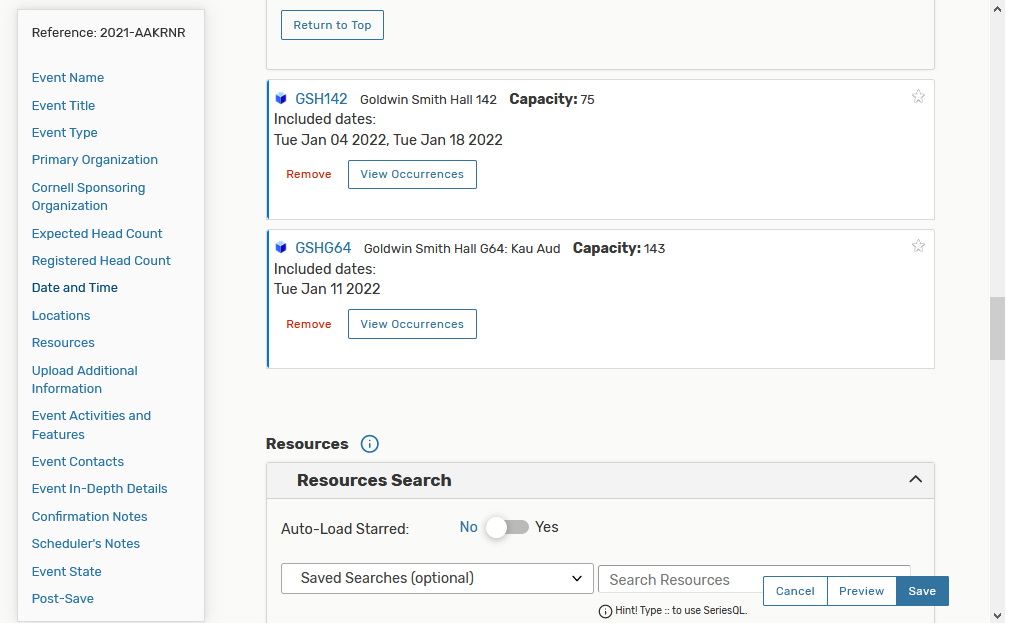 Reference: 2021-AAKRNR
Event Name
Event Title
Event Type
Primary Organization
Cornell Sponsoring
Organization
Expected Head Count
Registered Head Count
Date and Time
Locations
Resources
Upload Additional
Information
Event Activities and
Features
Event Contacts
Event In-Depth Details
Confirmation Notes
Scheduler's Notes
Event State
Post-Save
Return to Top
GSH142 Goldwin Smith Hall 142 Capacity: 75
Included dates:
Tue Jan 04 2022, Tue Jan 18 2022
Remove View Occurrences
GSHG64 Goldwin Smith Hall G64: Kau Aud Capacity: 143
Included dates:
Tue Jan 11 2022
Remove View Occurrences
Resources
Resources Search
Auto-Load Starred: No Yes
Saved Searches (optional) Search Resources
Hint! Type :: to use SeriesQL.
Cancel Preview Save